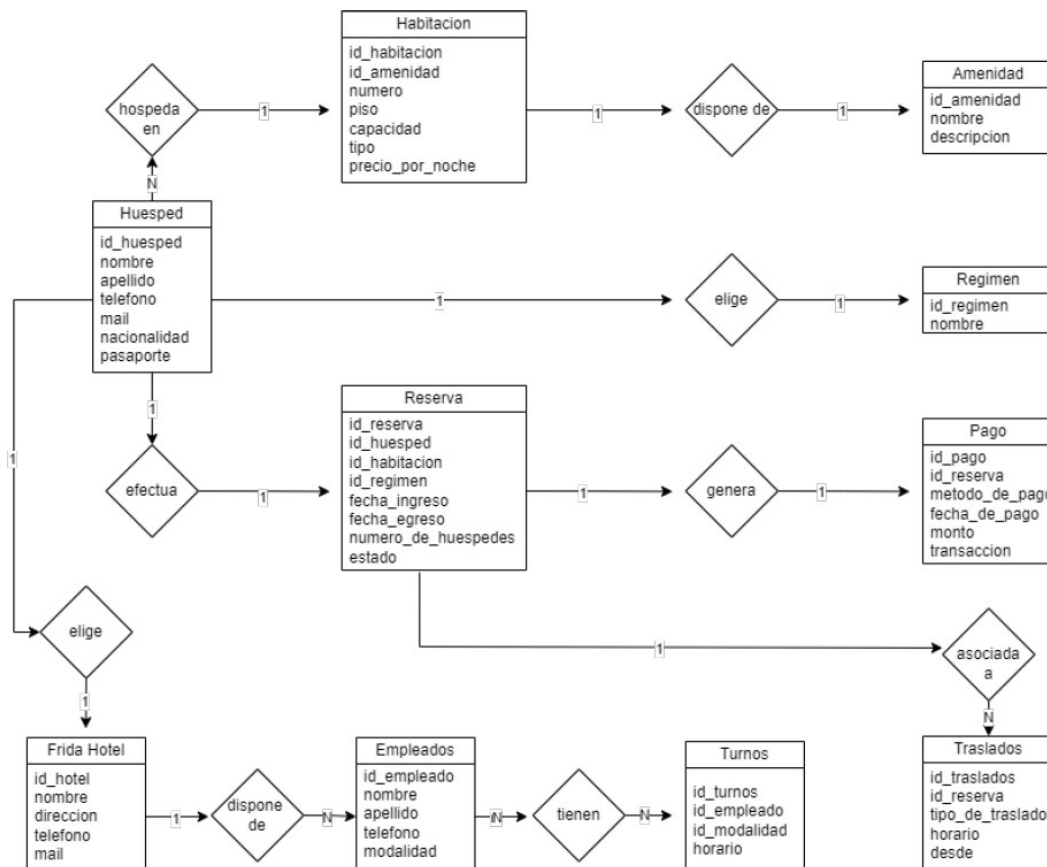 Habitacion
id_habitacion
id_amenidad
numero
piso
capacidad
tipo
precio_por_noche
hospeda
en
1
1
dispone de
1
Amenidad
id_amenidad
nombre
descripcion
N
Huesped
id_huesped
nombre
apellido
telefono
mail
nacionalidad
pasaporte
1
elige
1
Regimen
id_regimen
nombre
1
1
efectua
1
Reserva
id_reserva
id_huesped
id_habitacion
id_regimen
fecha_ingreso
fecha_egreso
numero_de_huespedes
estado
1
genera
1
Pago
id_pago
id_reserva
metodo_de_pago
fecha_de_pago
monto
transaccion
elige
1
1
asociada
a
N
Frida Hotel
id_hotel
nombre
direccion
telefono
mail
1
dispone
de
N
Empleados
id_empleado
nombre
apellido
telefono
modalidad
N
tienen
N
Turnos
id_turnos
id_empleado
id_modalidad
horario
Traslados
id_traslados
id_reserva
tipo_de_traslado
horario
desde